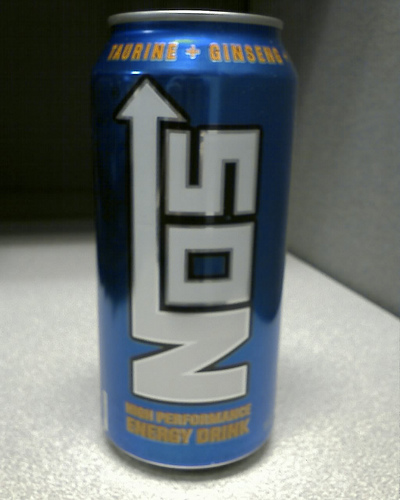 TAURINE + GINSENG
NOS
HIGH PERFORMANCE
ENERGY DRINK